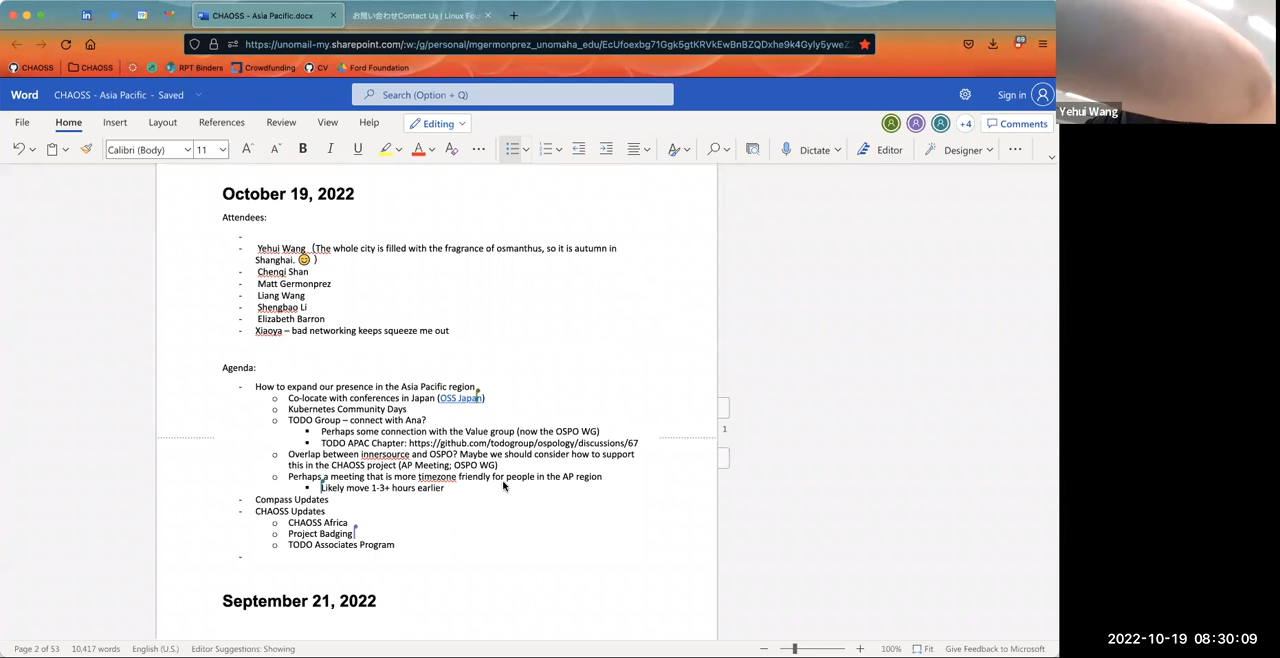 CHAOSS - Asia Pacific.docx
お問い合わせContact Us | Linux Fou
https://unomail-my.sharepoint.com/:w:/g/personal/mgermonprez_unomaha_edu/
69
CHAOSS
CHAOSS
RPT Binders
Crowdfunding
CV
Ford Foundation
Word
CHAOSS - Asia Pacific - Saved
Search (Option + Q)
Sign in
File
Home
Insert
Layout
References
Review
View
Help
Editing
+4
Comments
Calibri (Body)
11
B
I
U
Dictate
Editor
Designer
October 19, 2022
Attendees:
-
- Yehui Wang （The whole city is filled with the fragrance of osmanthus, so it is autumn in
Shanghai. 😊 ）
- Chenqi Shan
- Matt Germonprez
- Liang Wang
- Shengbao Li
- Elizabeth Barron
- Xiaoya – bad networking keeps squeeze me out
Agenda:
- How to expand our presence in the Asia Pacific region
o Co-locate with conferences in Japan (OSS Japan)
o Kubernetes Community Days
o TODO Group – connect with Ana?
▪ Perhaps some connection with the Value group (now the OSPO WG)
▪ TODO APAC Chapter: https://github.com/todogroup/ospology/discussions/67
o Overlap between innersource and OSPO? Maybe we should consider how to support
this in the CHAOSS project (AP Meeting; OSPO WG)
o Perhaps a meeting that is more timezone friendly for people in the AP region
▪ Likely move 1-3+ hours earlier
- Compass Updates
- CHAOSS Updates
o CHAOSS Africa
o Project Badging
o TODO Associates Program
-
September 21, 2022
1
Page 2 of 53
10,417 words
English (U.S.)
Editor Suggestions: Showing
100%
Fit
Give Feedback to Microsoft
Yehui Wang
2022-10-19 08:30:09